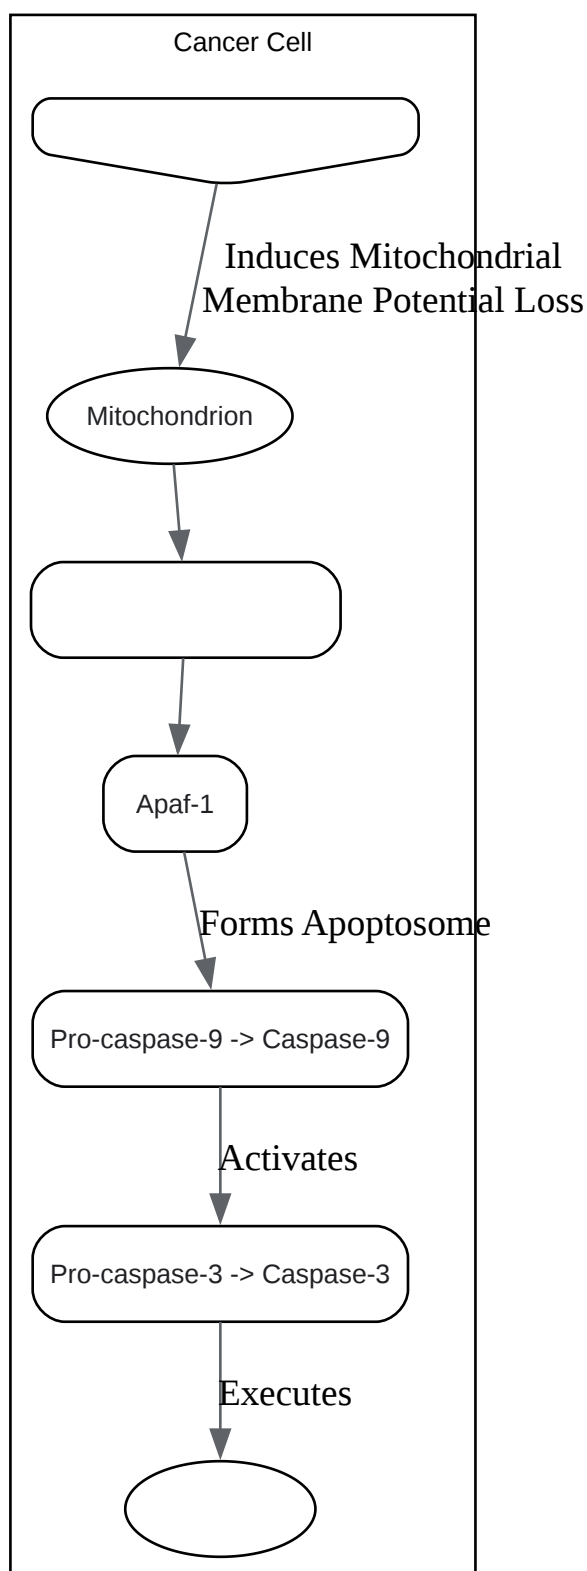 Cancer Cell
Induces Mitochondrial
Membrane Potential Loss
Mitochondrion
Apaf-1
Forms Apoptosome
Pro-caspase-9 -> Caspase-9
Activates
Pro-caspase-3 -> Caspase-3
Executes